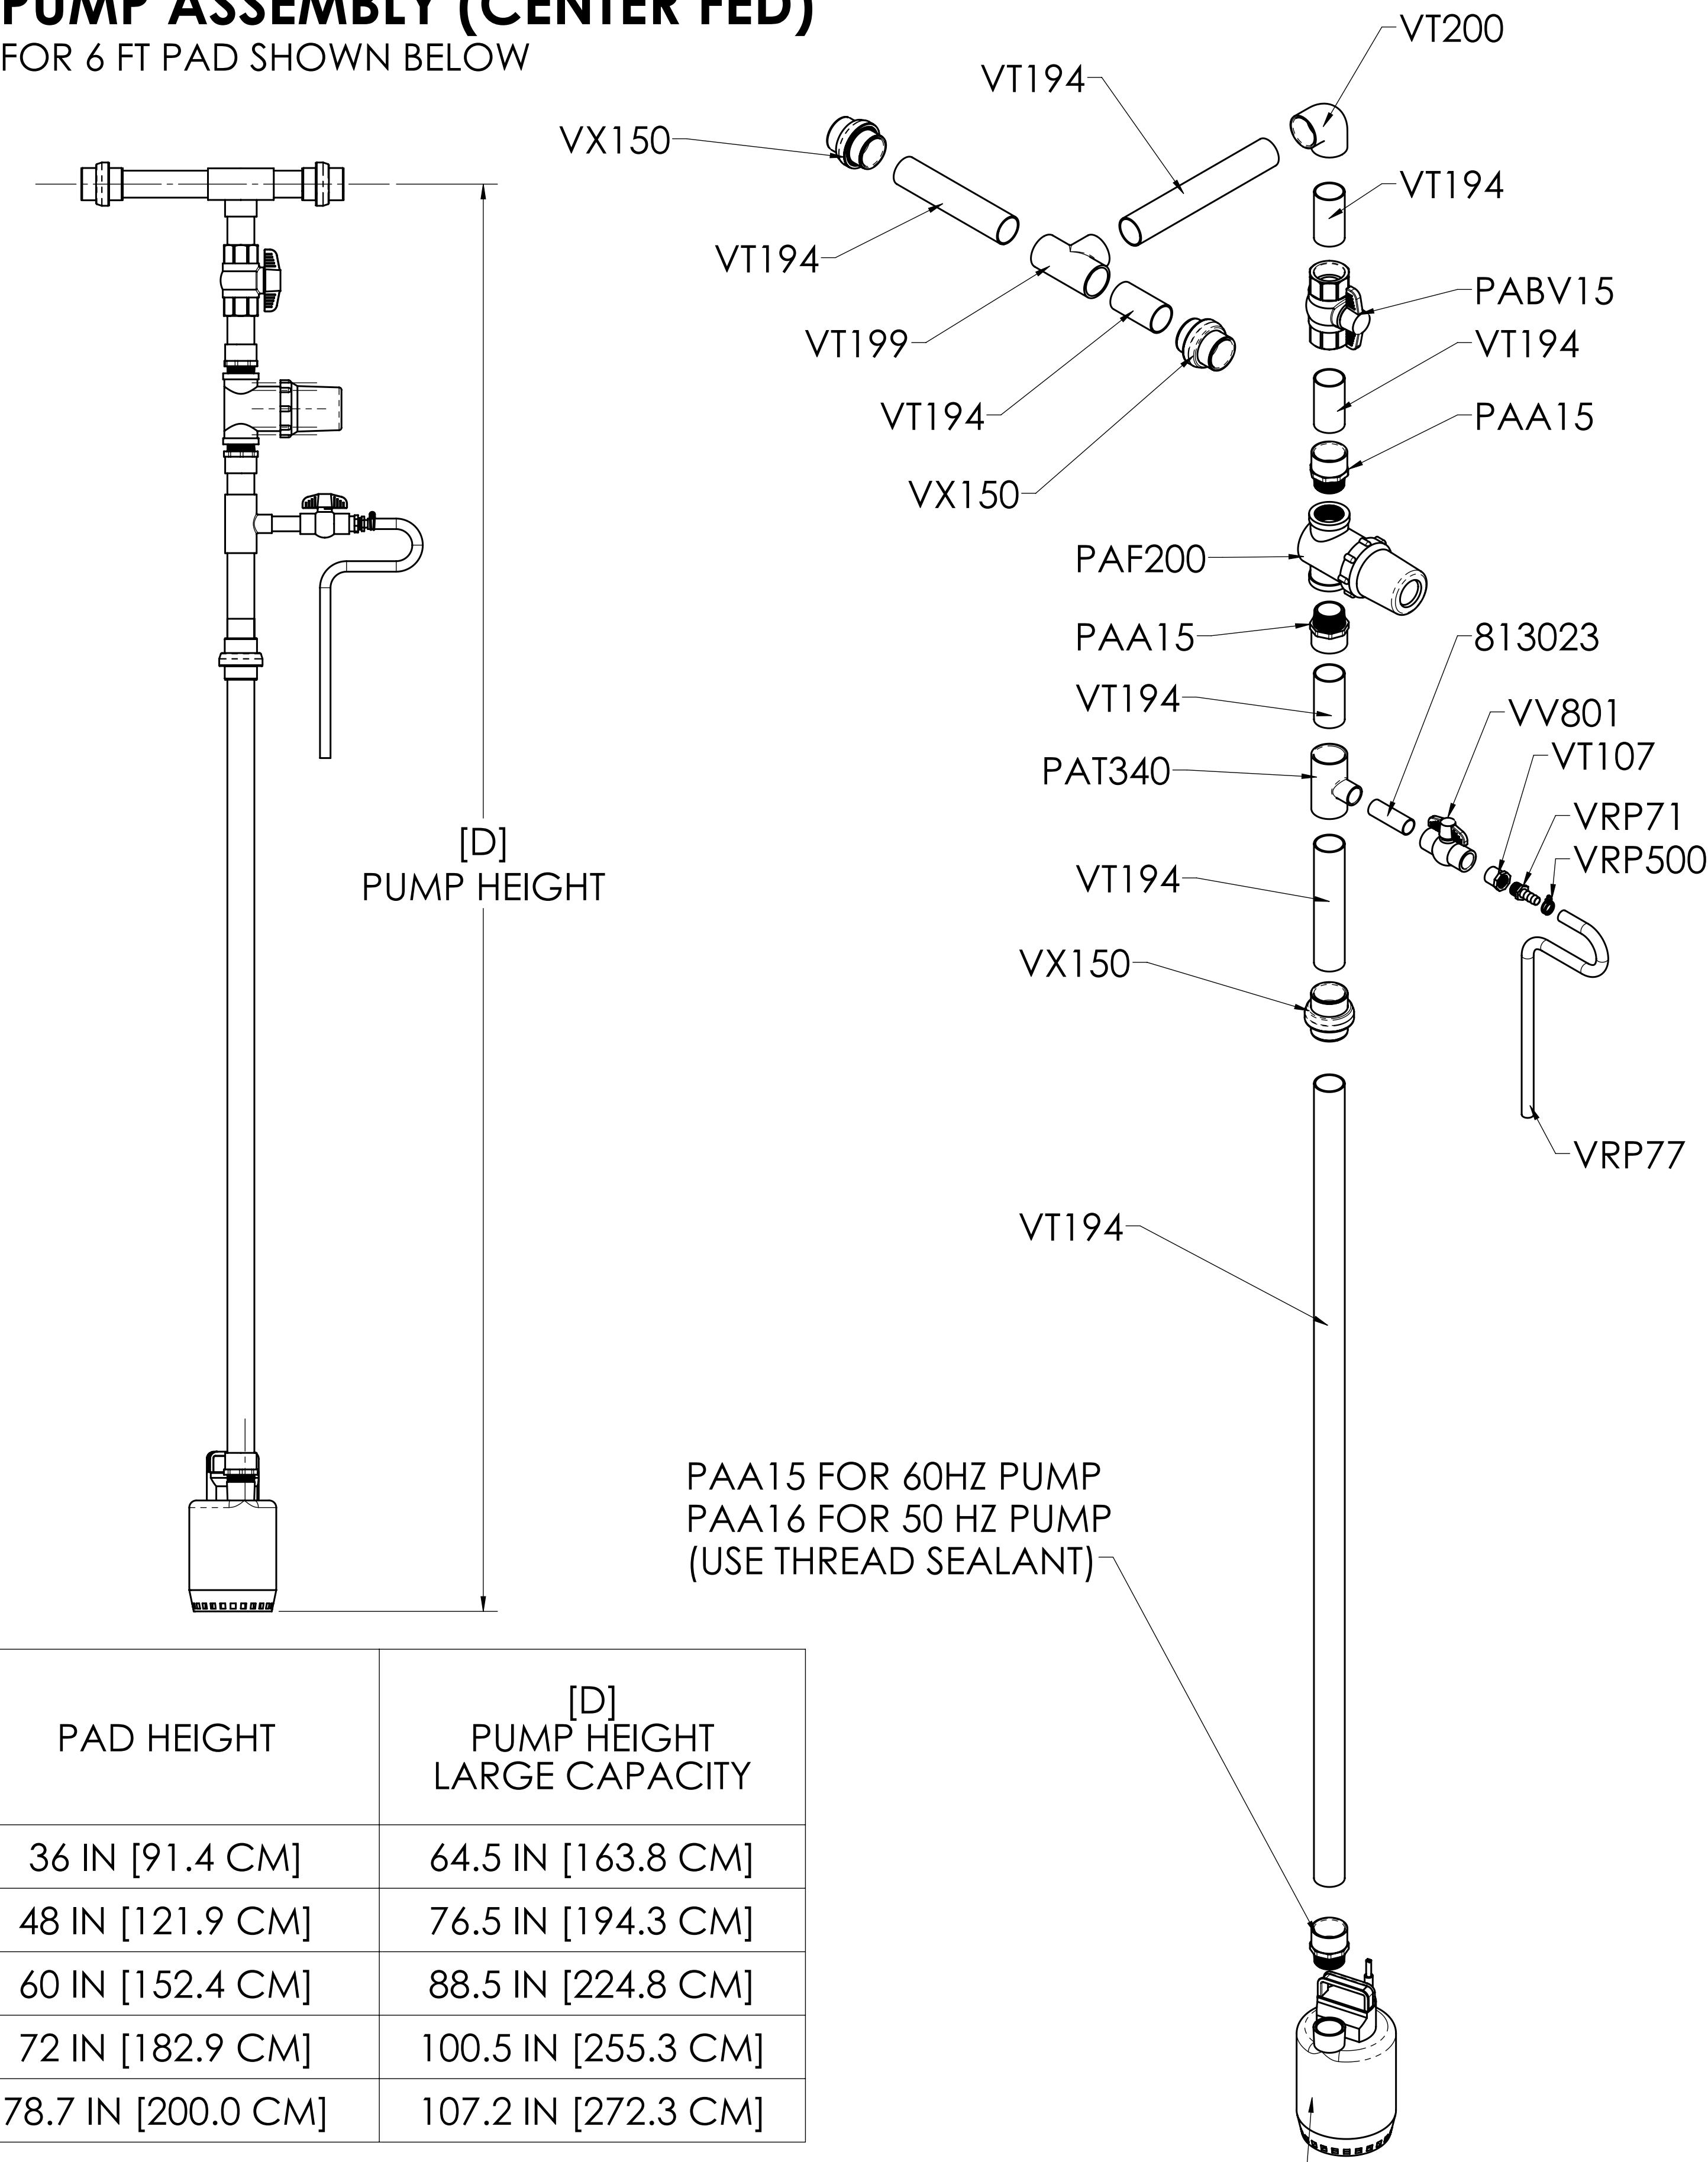 PUMP ASSEMBLY (CENTER FED)
FOR 6 FT PAD SHOWN BELOW
VT200
VT194
VX150
VT194
VT194
PABV15
VT199
VT194
VT194
PAA15
VX150
PAF200
PAA15
813023
VT194
VV801
VT107
PAT340
VRP71
VRP500
[D]
PUMP HEIGHT
VT194
VX150
VRP77
VT194
PAA15 FOR 60HZ PUMP
PAA16 FOR 50 HZ PUMP
(USE THREAD SEALANT)
PAD HEIGHT
[D]
PUMP HEIGHT
LARGE CAPACITY
36 IN [91.4 CM]
64.5 IN [163.8 CM]
48 IN [121.9 CM]
76.5 IN [194.3 CM]
60 IN [152.4 CM]
88.5 IN [224.8 CM]
72 IN [182.9 CM]
100.5 IN [255.3 CM]
78.7 IN [200.0 CM]
107.2 IN [272.3 CM]